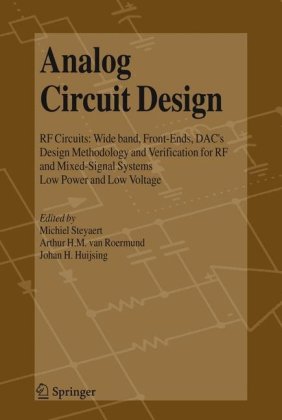 Analog
Circuit Design
RF Circuits: Wide band, Front-Ends, DAC's
Design Methodology and Verification for RF
and Mixed-Signal Systems
Low Power and Low Voltage
Edited by
Michiel Steyaert
Arthur H.M. van Roermund
Johan H. Huijsing
Springer